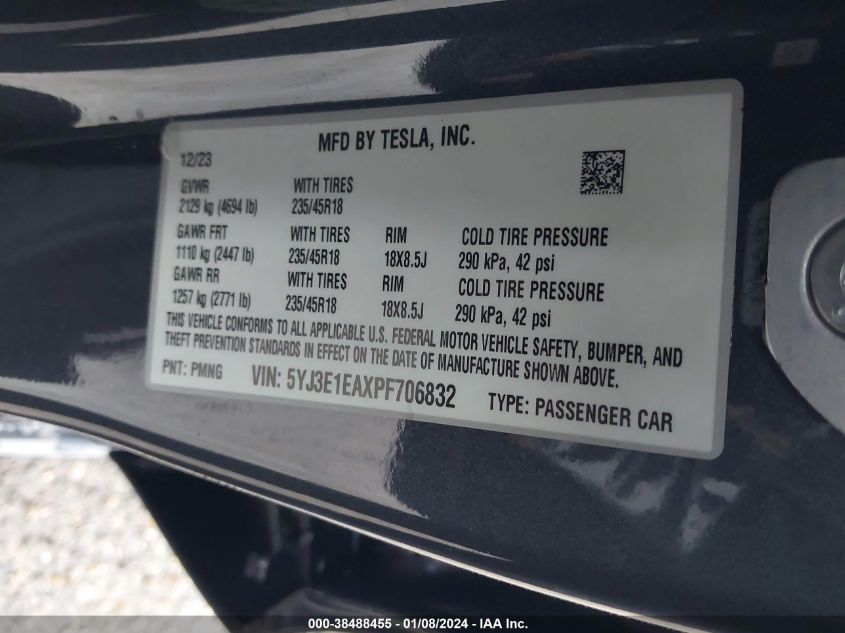 MFD BY TESLA, INC.
12/23
GVWR WITH TIRES
2129 kg (4694 lb) 235/45R18
GAWR FRT WITH TIRES RIM COLD TIRE PRESSURE
1110 kg (2447 lb) 235/45R18 18X8.5J 290 kPa, 42 psi
GAWR RR WITH TIRES RIM COLD TIRE PRESSURE
1257 kg (2771 lb) 235/45R18 18X8.5J 290 kPa, 42 psi
THIS VEHICLE CONFORMS TO ALL APPLICABLE U.S. FEDERAL MOTOR VEHICLE SAFETY, BUMPER, AND
THEFT PREVENTION STANDARDS IN EFFECT ON THE DATE OF MANUFACTURE SHOWN ABOVE.
PNT: PMNG VIN: 5YJ3E1EAXPF706832 TYPE: PASSENGER CAR
000-38488455 - 01/08/2024 - IAA Inc.